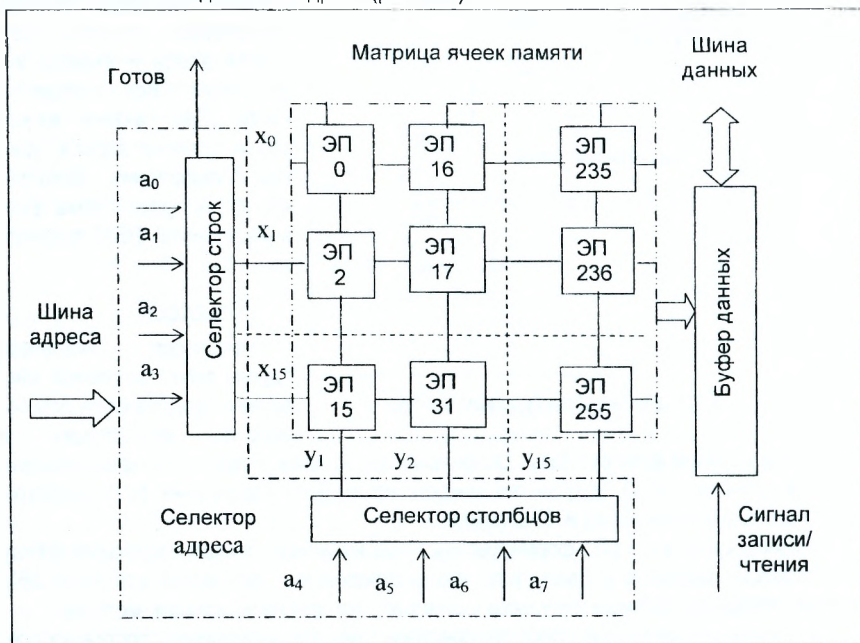 Матрица ячеек памяти
Шина
данных
Готов
x0
ЭП
0
ЭП
16
ЭП
235
a0
a1
x1
ЭП
2
ЭП
17
ЭП
236
Селектор строк
Шина
адреса
a2
a3
x15
ЭП
15
ЭП
31
ЭП
255
Буфер данных
y1
y2
y15
Селектор
адреса
Селектор столбцов
Сигнал
записи/
чтения
a4
a5
a6
a7